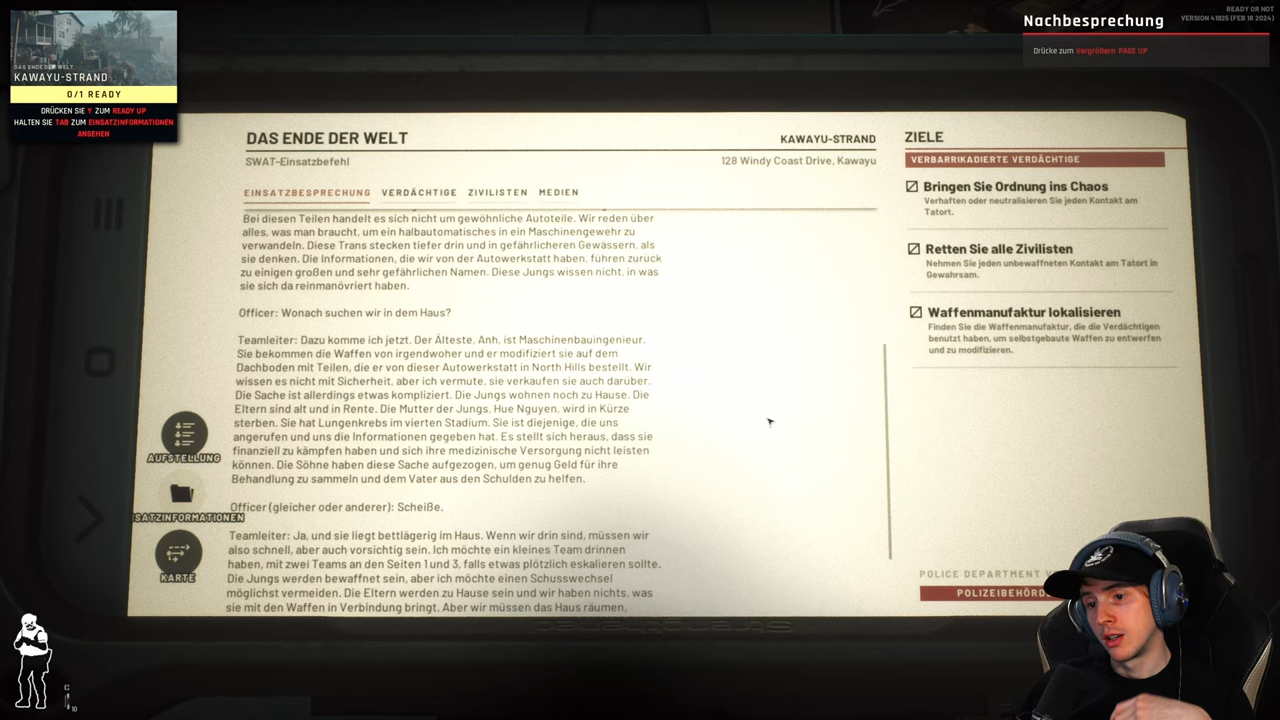 DAS ENDE DER WELT
KAWAYU-STRAND
0/1 READY
DRÜCKEN SIE Y ZUM READY UP
HALTEN SIE TAB ZUM EINSATZINFORMATIONEN
ANSEHEN
Nachbesprechung
READY OR NOT
VERSION 41925 (FEB 19 2024)
Drücke zum Vergrößern PAGE UP
DAS ENDE DER WELT
KAWAYU-STRAND
SWAT-Einsatzbefehl
128 Windy Coast Drive, Kawayu
EINSATZBESPRECHUNG VERDÄCHTIGE ZIVILISTEN MEDIEN
Bei diesen Teilen handelt es sich nicht um gewöhnliche Autoteile. Wir reden über
alles, was man braucht, um ein halbautomatisches in ein Maschinengewehr zu
verwandeln. Diese Trans stecken tiefer drin und in gefährlicheren Gewässern, als
sie denken. Die Informationen, die wir von der Autowerkstatt haben, führen zurück
zu einigen großen und sehr gefährlichen Namen. Diese Jungs wissen nicht, in was
sie sich da reinmanövriert haben.
Officer: Wonach suchen wir in dem Haus?
Teamleiter: Dazu komme ich jetzt. Der Älteste, Anh, ist Maschinenbauingenieur.
Sie bekommen die Waffen von irgendwoher und er modifiziert sie auf dem
Dachboden mit Teilen, die er von dieser Autowerkstatt in North Hills bestellt. Wir
wissen es nicht mit Sicherheit, aber ich vermute, sie verkaufen sie auch darüber.
Die Sache ist allerdings etwas kompliziert. Die Jungs wohnen noch zu Hause. Die
Eltern sind alt und in Rente. Die Mutter der Jungs, Hue Nguyen, wird in Kürze
sterben. Sie hat Lungenkrebs im vierten Stadium. Sie ist diejenige, die uns
angerufen und uns die Informationen gegeben hat. Es stellt sich heraus, dass sie
finanziell zu kämpfen haben und sich ihre medizinische Versorgung nicht leisten
können. Die Söhne haben diese Sache aufgezogen, um genug Geld für ihre
Behandlung zu sammeln und dem Vater aus den Schulden zu helfen.
Officer (gleicher oder anderer): Scheiße.
Teamleiter: Ja, und sie liegt bettlägerig im Haus. Wenn wir drin sind, müssen wir
also schnell, aber auch vorsichtig sein. Ich möchte ein kleines Team drinnen
haben, mit zwei Teams an den Seiten 1 und 3, falls etwas plötzlich eskalieren sollte.
Die Jungs werden bewaffnet sein, aber ich möchte einen Schusswechsel
möglichst vermeiden. Die Eltern werden zu Hause sein und wir haben nichts, was
sie mit den Waffen in Verbindung bringt. Aber wir müssen das Haus räumen,
ZIELE
VERBARRIKADIERTE VERDÄCHTIGE
Bringen Sie Ordnung ins Chaos
Verhaften oder neutralisieren Sie jeden Kontakt am
Tatort.
Retten Sie alle Zivilisten
Nehmen Sie jeden unbewaffneten Kontakt am Tatort in
Gewahrsam.
Waffenmanufaktur lokalisieren
Finden Sie die Waffenmanufaktur, die die Verdächtigen
benutzt haben, um selbstgebaute Waffen zu entwerfen
und zu modifizieren.
AUFSTELLUNG
SATZINFORMATIONEN
KARTE
POLICE DEPARTMENT
POLIZEIBEHÖRD
10